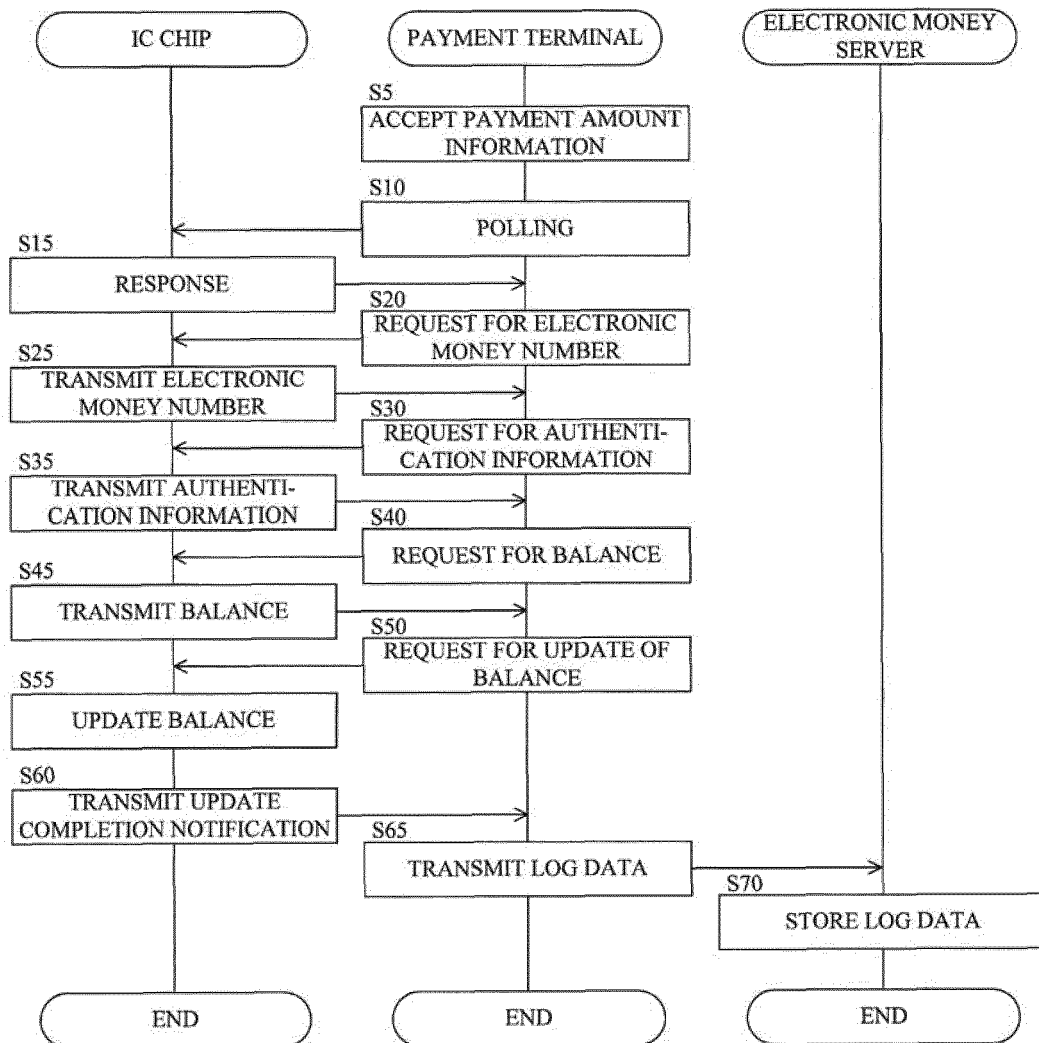 IC CHIP
PAYMENT TERMINAL
ELECTRONIC MONEY
SERVER
S5
ACCEPT PAYMENT AMOUNT
INFORMATION
S10
POLLING
S15
RESPONSE
S20
REQUEST FOR ELECTRONIC
MONEY NUMBER
S25
TRANSMIT ELECTRONIC
MONEY NUMBER
S30
REQUEST FOR AUTHENTI-
CATION INFORMATION
S35
TRANSMIT AUTHENTI-
CATION INFORMATION
S40
REQUEST FOR BALANCE
S45
TRANSMIT BALANCE
S50
REQUEST FOR UPDATE OF
BALANCE
S55
UPDATE BALANCE
S60
TRANSMIT UPDATE
COMPLETION NOTIFICATION
S65
TRANSMIT LOG DATA
S70
STORE LOG DATA
END
END
END